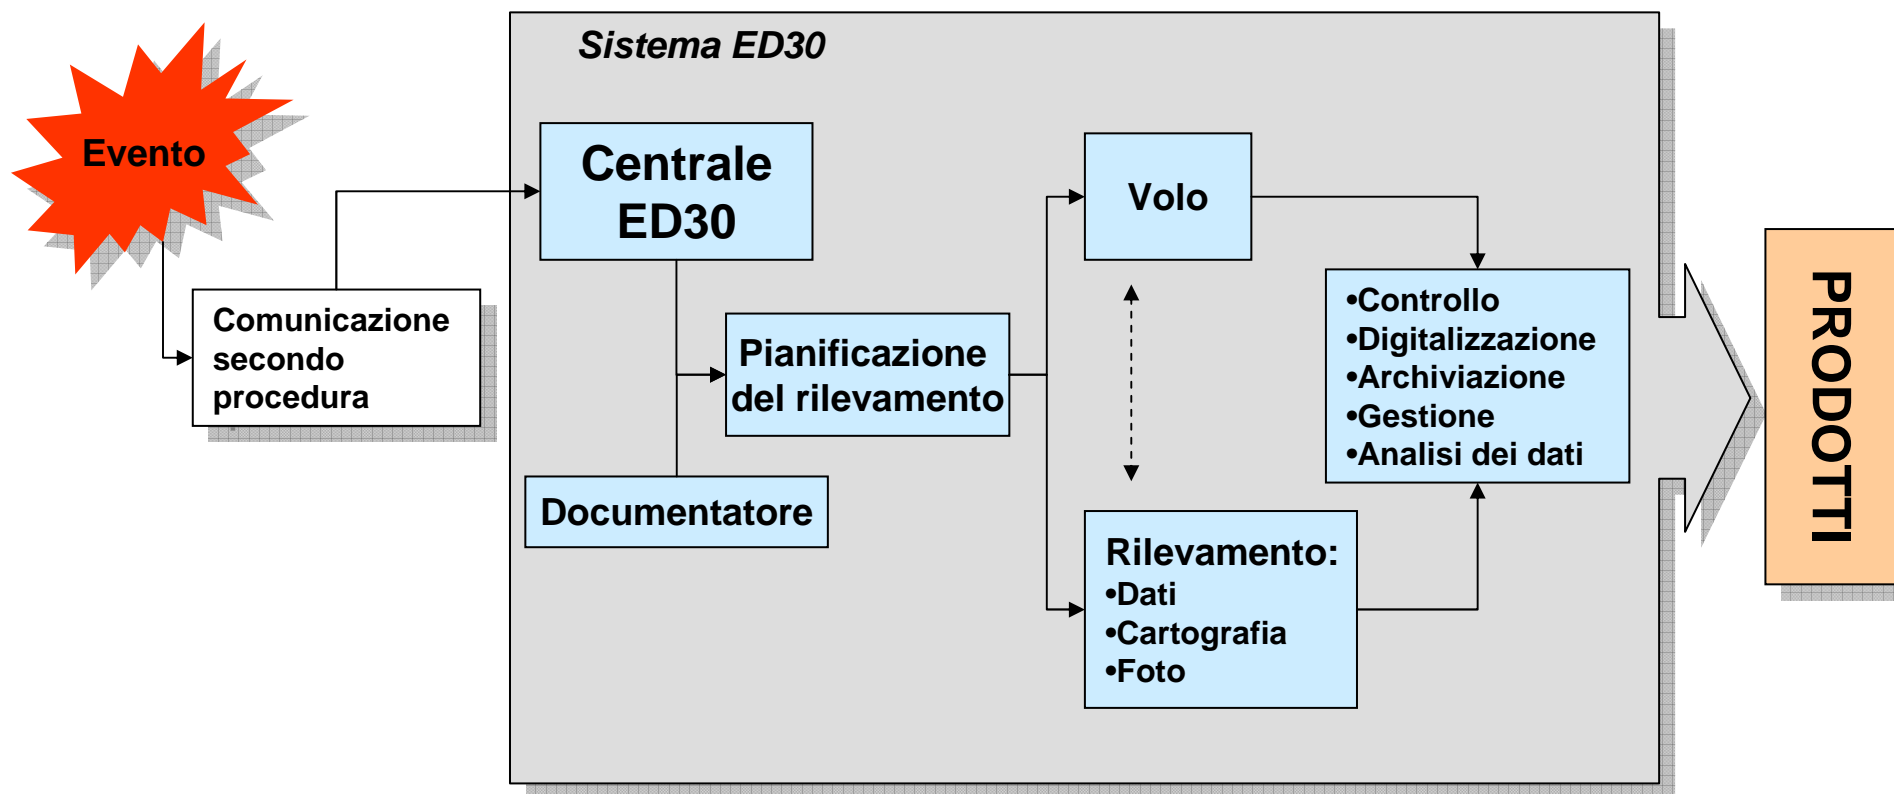 Sistema ED30
Evento
Comunicazione
secondo
procedura
Centrale
ED30
Documentatore
Pianificazione
del rilevamento
Volo
Rilevamento:
•Dati
•Cartografia
•Foto
•Controllo
•Digitalizzazione
•Archiviazione
•Gestione
•Analisi dei dati
PRODOTTI